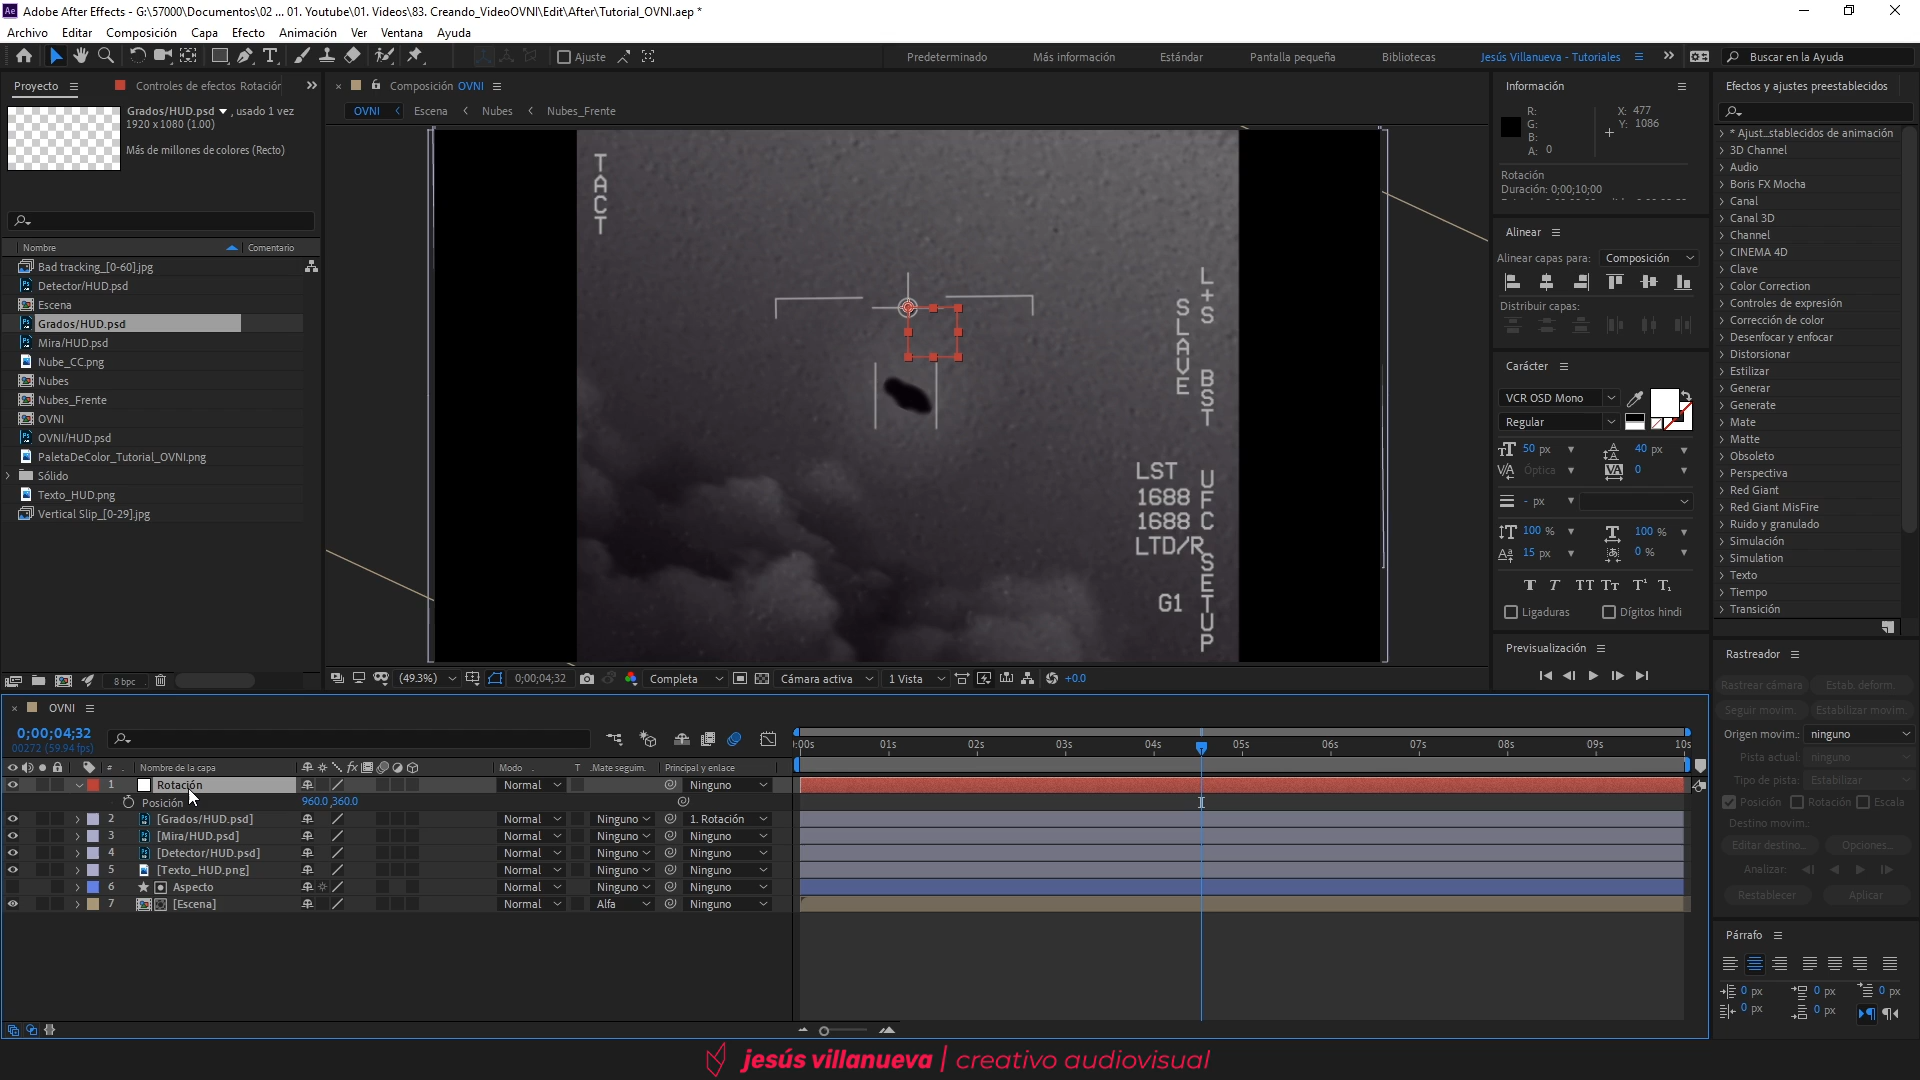 Adobe After Effects - G:\57000\Documentos\02 ... 01. Youtube\01. Videos\83. Creando_VideoOVNI\Edit\After\Tutorial_OVNI.aep *
Archivo Editar Composición Capa Efecto Animación Ver Ventana Ayuda
Ajuste
Predeterminado Más información Estándar Pantalla pequeña Bibliotecas Jesús Villanueva - Tutoriales
Buscar en la Ayuda
Proyecto
Controles de efectos Rotación
Grados/HUD.psd , usado 1 vez
1920 x 1080 (1.00)
Más de millones de colores (Recto)
Nombre Comentario
Bad tracking_[0-60].jpg
Detector/HUD.psd
Escena
Grados/HUD.psd
Mira/HUD.psd
Nube_CC.png
Nubes
Nubes_Frente
OVNI
OVNI/HUD.psd
PaletaDeColor_Tutorial_OVNI.png
Sólido
Texto_HUD.png
Vertical Slip_[0-29].jpg
8 bpc
Composición OVNI
OVNI Escena Nubes Nubes_Frente
TACT
L+S
SLAVE
BST
LST
1688
1688
LTD/R
UFC
SETUP
G1
(49.3%) 0;00;04;32 Completa Cámara activa 1 Vista +0.0
Información
R:
G:
B:
A: 0
X: 477
Y: 1086
Rotación
Duración: 0;00;10;00
Alinear
Alinear capas para: Composición
Distribuir capas:
Carácter
VCR OSD Mono
Regular
50 px 40 px
Óptica 0
- px
100 % 100 %
15 px 0 %
Ligaduras Dígitos hindi
Previsualización
Efectos y ajustes preestablecidos
* Ajust...stablecidos de animación
3D Channel
Audio
Boris FX Mocha
Canal
Canal 3D
Channel
CINEMA 4D
Clave
Color Correction
Controles de expresión
Corrección de color
Desenfocar y enfocar
Distorsionar
Estilizar
Generar
Generate
Mate
Matte
Obsoleto
Perspectiva
Red Giant
Red Giant MisFire
Ruido y granulado
Simulación
Simulation
Texto
Tiempo
Transición
Rastreador
Rastrear cámara Estab. deform.
Seguir movim. Estabilizar movim.
Origen movim.: ninguno
Pista actual: ninguno
Tipo de pista: Estabilizar
Posición Rotación Escala
Destino movim.:
Editar destino... Opciones...
Analizar:
Restablecer Aplicar
Párrafo
0 px 0 px 0 px
0 px 0 px
OVNI
0;00;04;32
00272 (59.94 fps)
:00s 01s 02s 03s 04s 05s 06s 07s 08s 09s 10s
# Nombre de la capa Modo T .Mate seguim. Principal y enlace
1 Rotación Normal Ninguno
Posición 960.0,360.0
2 [Grados/HUD.psd] Normal Ninguno 1. Rotación
3 [Mira/HUD.psd] Normal Ninguno Ninguno
4 [Detector/HUD.psd] Normal Ninguno Ninguno
5 [Texto_HUD.png] Normal Ninguno Ninguno
6 Aspecto Normal Ninguno Ninguno
7 [Escena] Normal Alfa Ninguno
jesús villanueva | creativo audiovisual